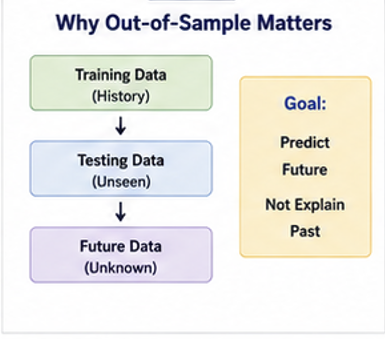 Why Out-of-Sample Matters
Training Data
(History)
Testing Data
(Unseen)
Future Data
(Unknown)
Goal:
Predict
Future
Not Explain
Past